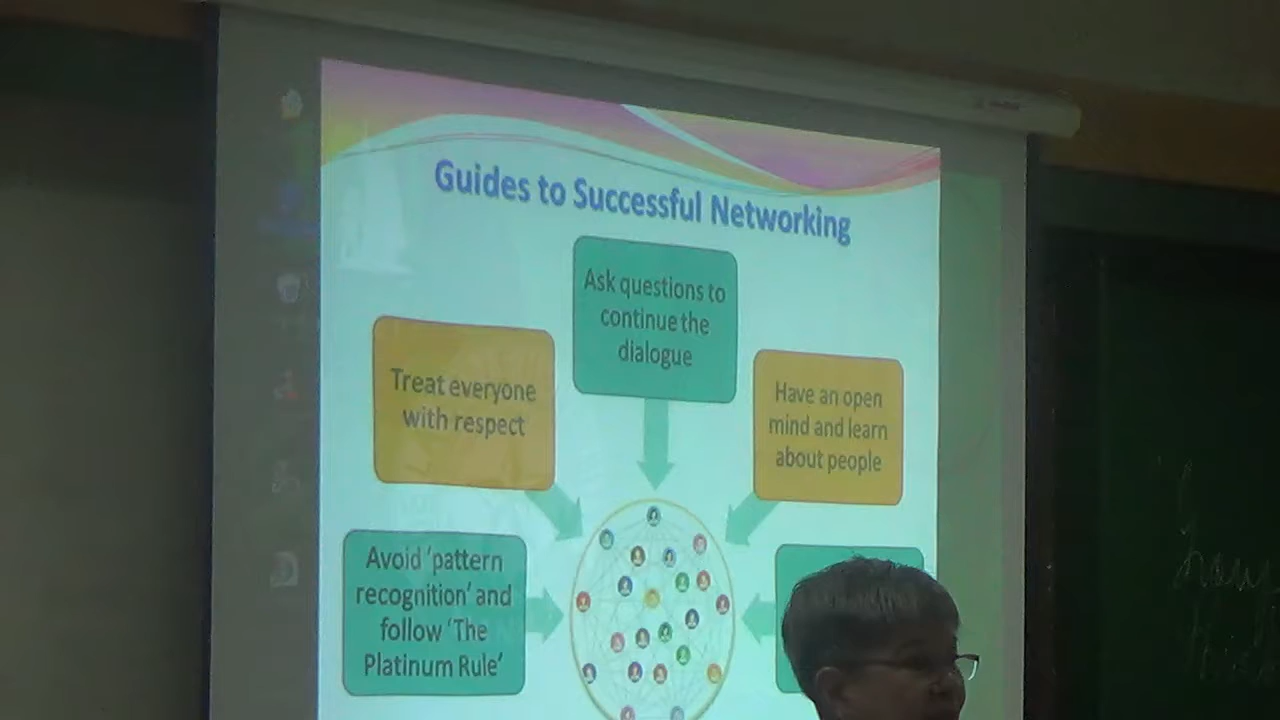 Guides to Successful Networking
Ask questions to
continue the
dialogue
Treat everyone
with respect
Have an open
mind and learn
about people
Avoid 'pattern
recognition' and
follow 'The
Platinum Rule'